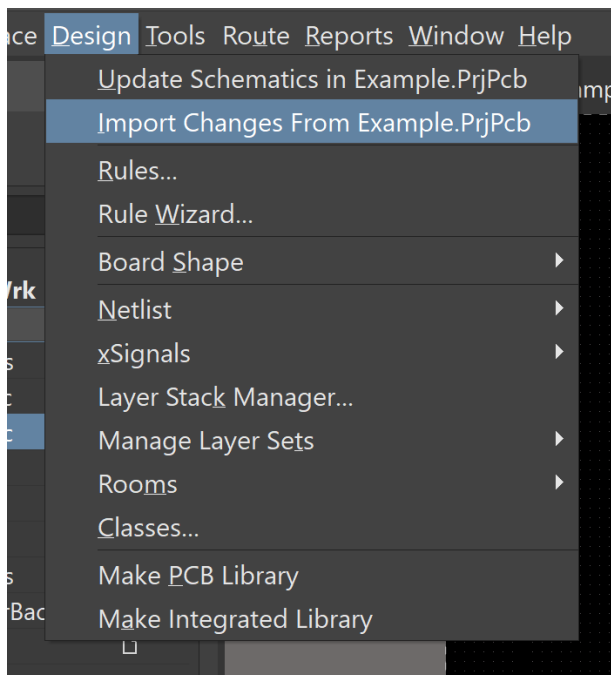 Design Tools Route Reports Window Help
Update Schematics in Example.PrjPcb
Import Changes From Example.PrjPcb
Rules...
Rule Wizard...
Board Shape
Netlist
xSignals
Layer Stack Manager...
Manage Layer Sets
Rooms
Classes...
Make PCB Library
Make Integrated Library